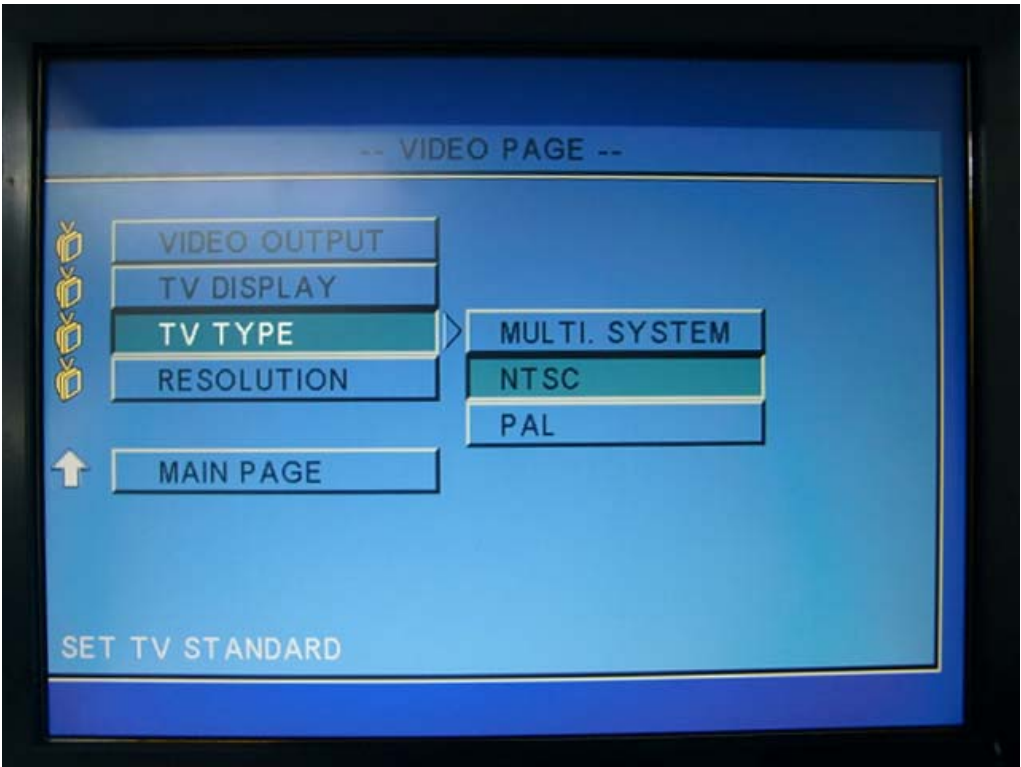 -- VIDEO PAGE --
VIDEO OUTPUT
TV DISPLAY
TV TYPE
RESOLUTION
MAIN PAGE
MULTI. SYSTEM
NTSC
PAL
SET TV STANDARD